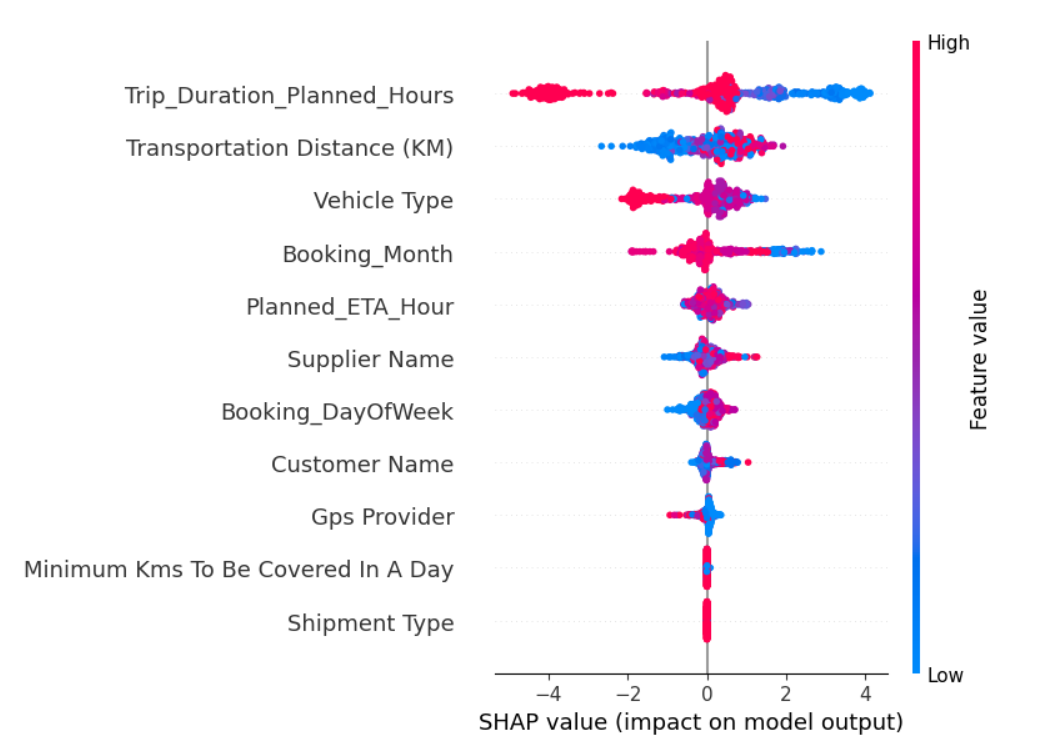 High
Trip_Duration_Planned_Hours
Transportation Distance (KM)
Vehicle Type
Booking_Month
Planned_ETA_Hour
Supplier Name
Booking_DayOfWeek
Customer Name
Gps Provider
Minimum Kms To Be Covered In A Day
Shipment Type
Feature value
Low
−4 −2 0 2 4
SHAP value (impact on model output)